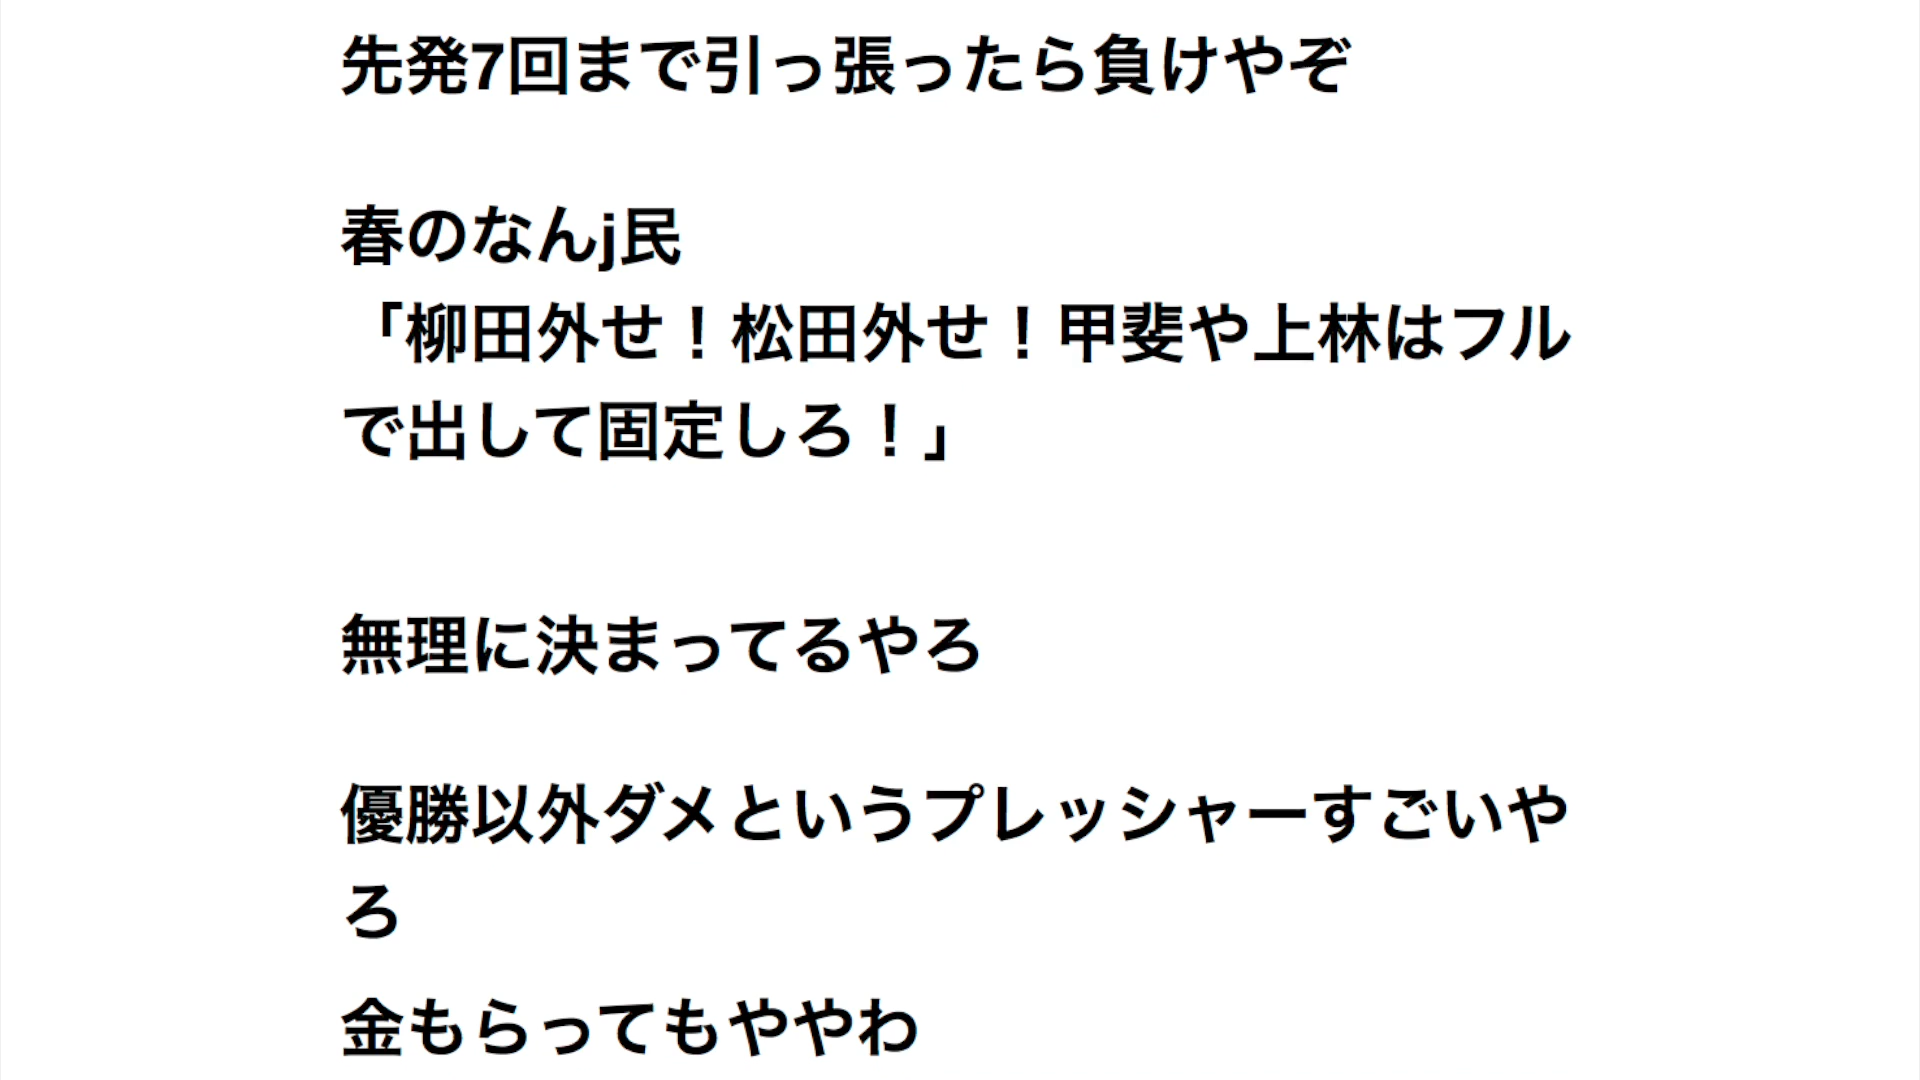 先発7回まで引っ張ったら負けやぞ
春のなんj民
「柳田外せ！松田外せ！甲斐や上林はフル
で出して固定しろ！」
無理に決まってるやろ
優勝以外ダメというプレッシャーすごいや
ろ
金もらってもややわ